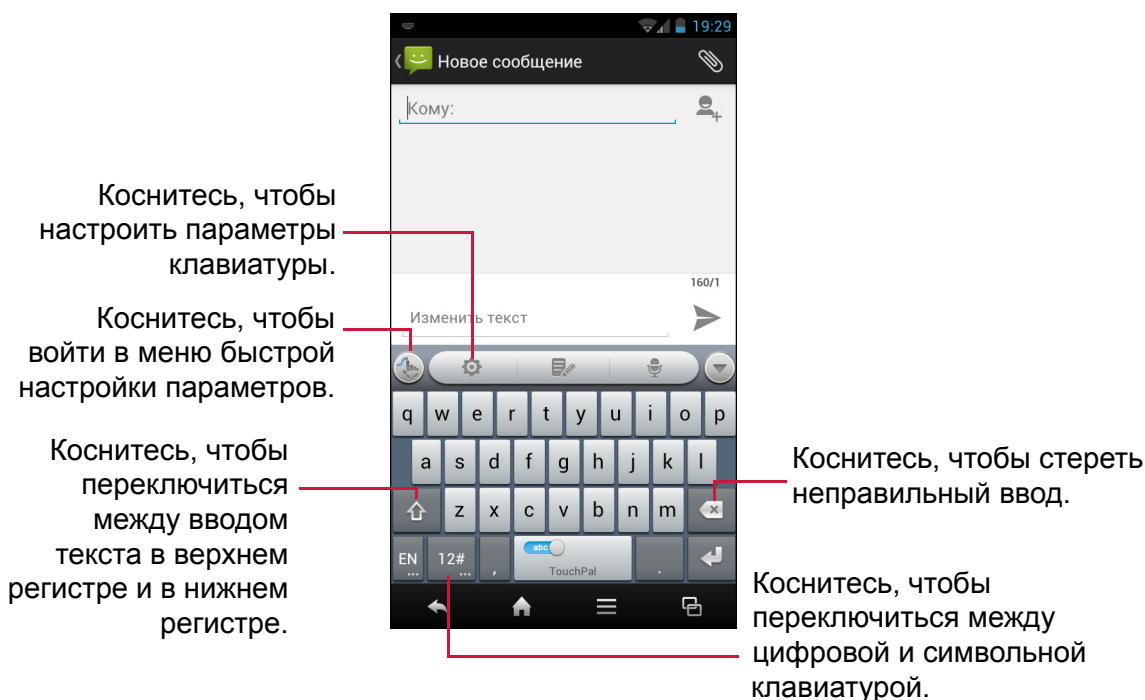 19:29
Новое сообщение
Кому:
Коснитесь, чтобы
настроить параметры
клавиатуры.
160/1
Изменить текст
Коснитесь, чтобы
войти в меню быстрой
настройки параметров.
q w e r t y u i o p
a s d f g h j k l
z x c v b n m
EN ... 12# ... , abc TouchPal .
Коснитесь, чтобы
переключиться
между вводом
текста в верхнем
регистре и в нижнем
регистре.
Коснитесь, чтобы стереть
неправильный ввод.
Коснитесь, чтобы
переключиться между
цифровой и символьной
клавиатурой.